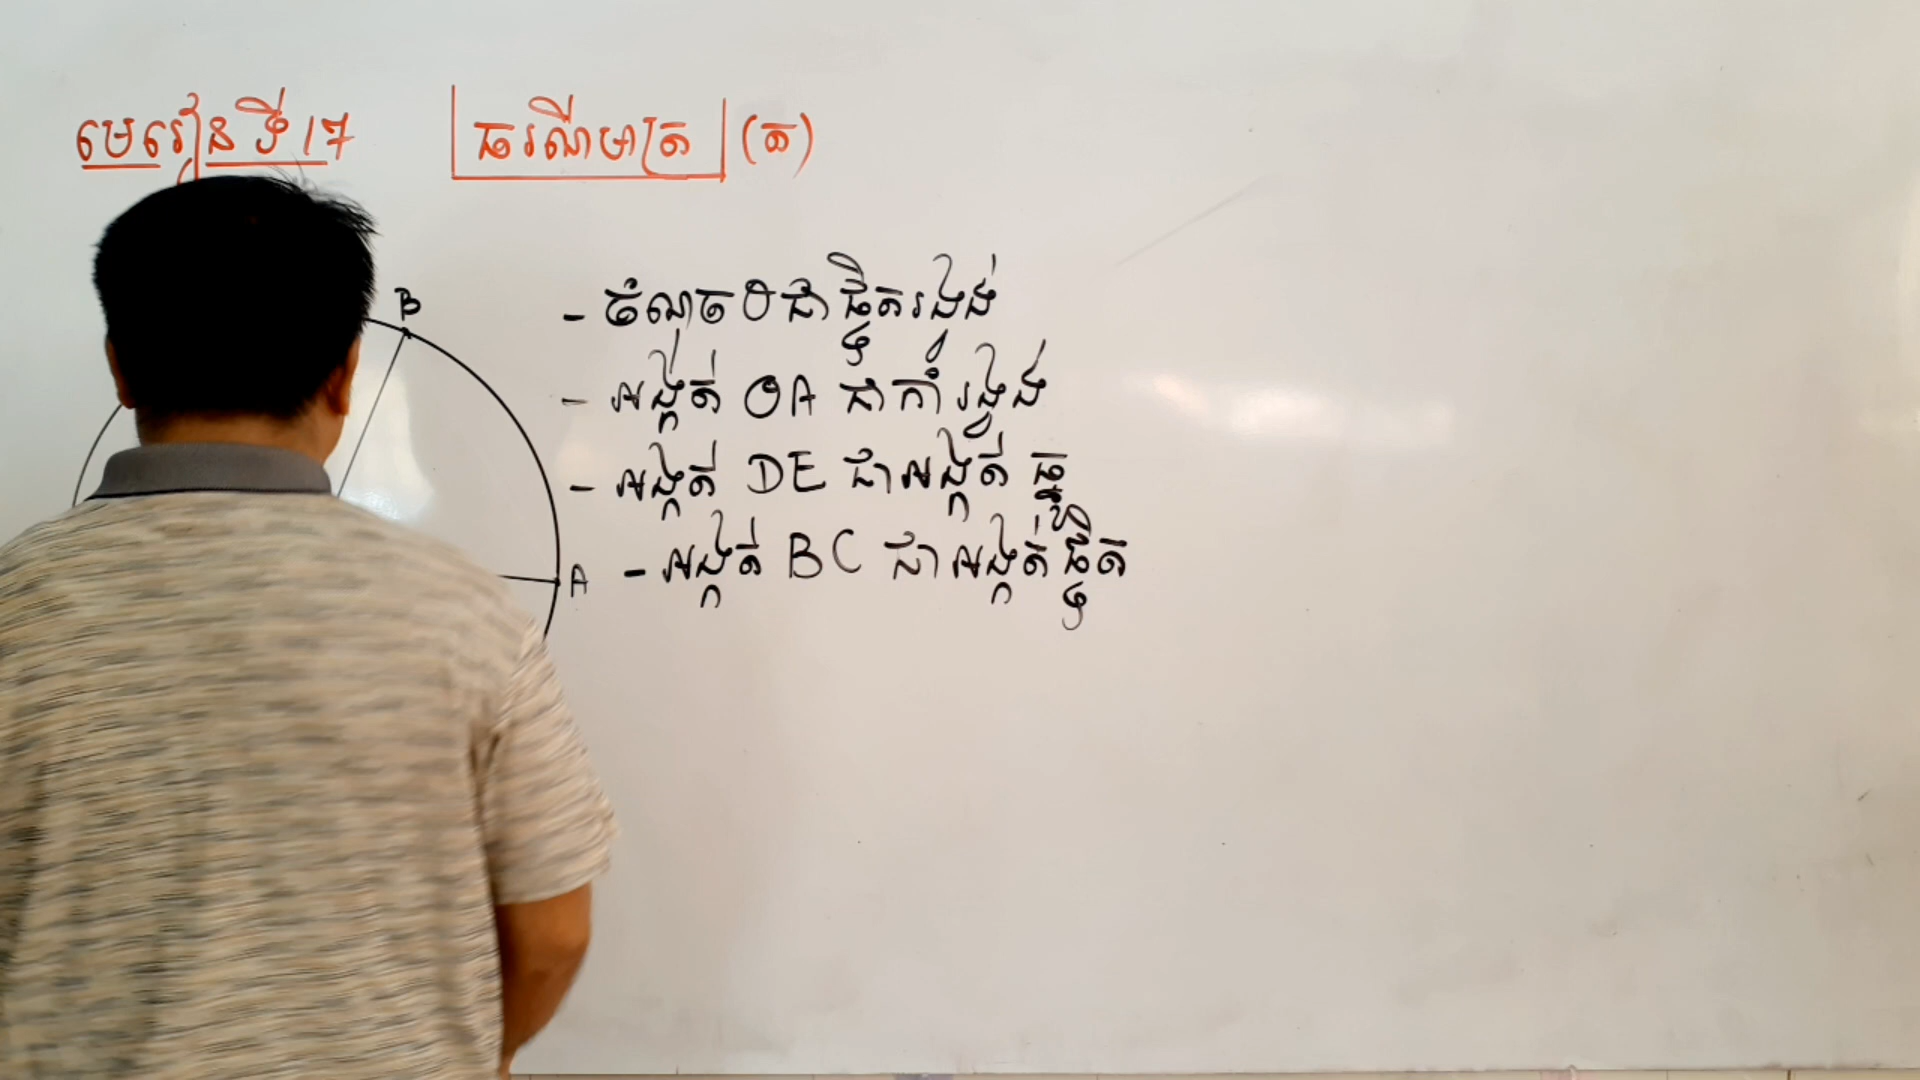 មេរៀនទី 17 ធរណីមាត្រ (ត)
B
- ចំណុច O ជាផ្ចិតរង្វង់
- អង្កត់ OA ជាកាំរង្វង់
- អង្កត់ DE ជាអង្កត់ធ្នូ
A
- អង្កត់ BC ជាអង្កត់ផ្ចិត